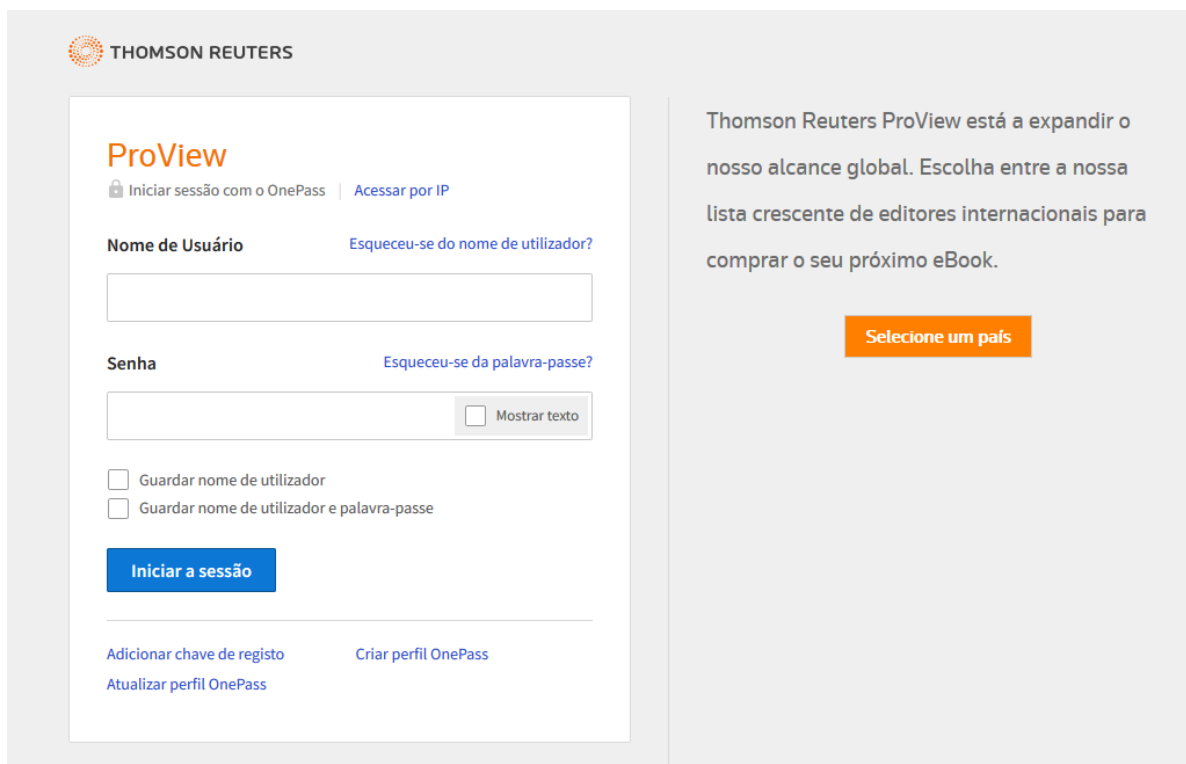 THOMSON REUTERS
ProView
Iniciar sessão com o OnePass | Acessar por IP
Nome de Usuário Esqueceu-se do nome de utilizador?
Senha Esqueceu-se da palavra-passe?
Mostrar texto
Guardar nome de utilizador
Guardar nome de utilizador e palavra-passe
Iniciar a sessão
Adicionar chave de registo Criar perfil OnePass
Atualizar perfil OnePass
Thomson Reuters ProView está a expandir o
nosso alcance global. Escolha entre a nossa
lista crescente de editores internacionais para
comprar o seu próximo eBook.
Selecione um país